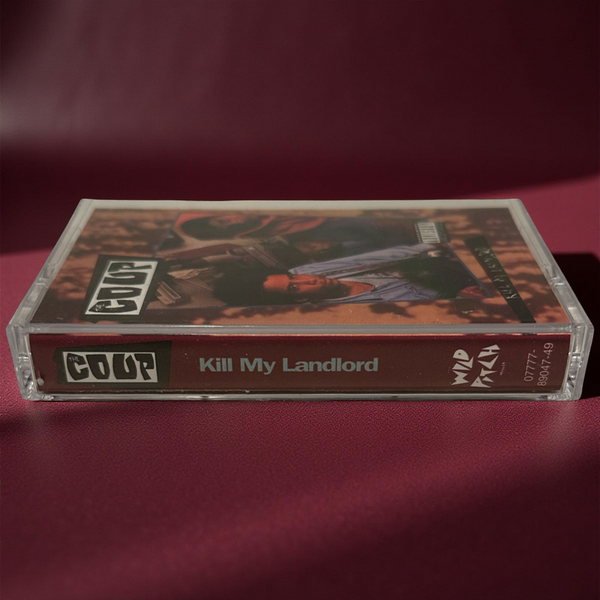 THE COUP
THE
COUP
Kill My Landlord
WILD
PITCH
07777-
89047-49